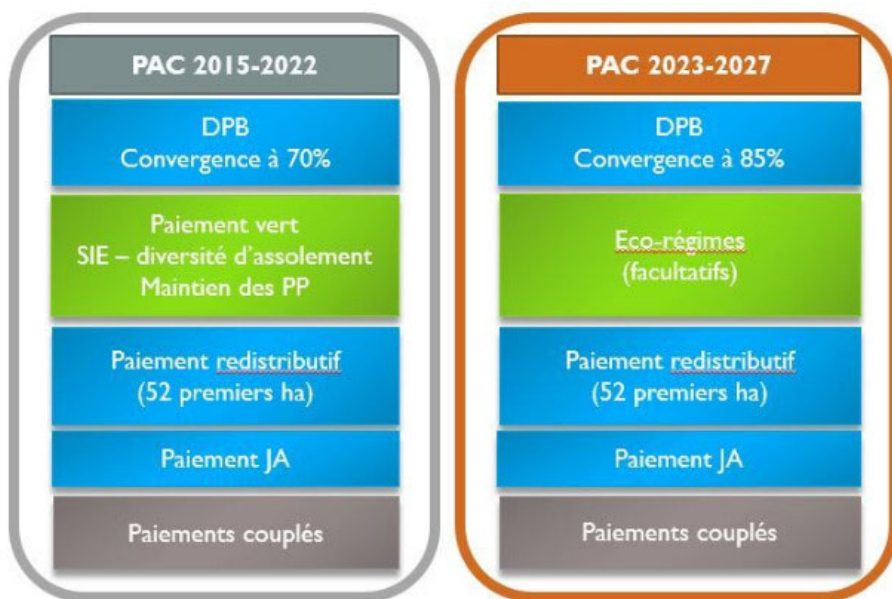 PAC 2015-2022
DPB
Convergence à 70%
Paiement vert
SIE – diversité d'assolement
Maintien des PP
Paiement redistributif
(52 premiers ha)
Paiement JA
Paiements couplés
PAC 2023-2027
DPB
Convergence à 85%
Eco-régimes
(facultatifs)
Paiement redistributif
(52 premiers ha)
Paiement JA
Paiements couplés